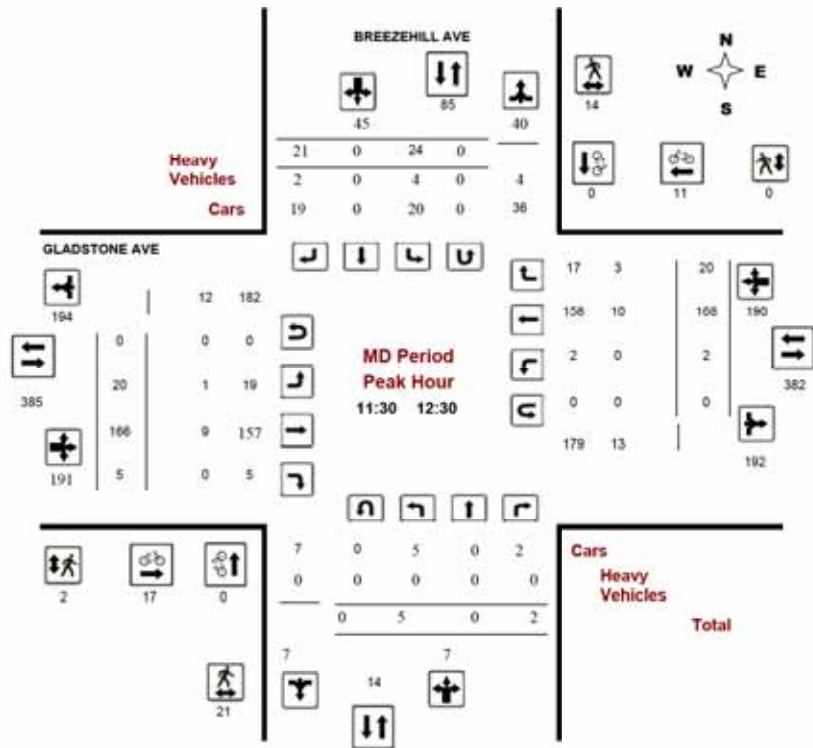 BREEZEHILL AVE
N
W E
S
45 85 40 14
21 0 24 0
Heavy
Vehicles
2 0 4 0 4
Cars
19 0 20 0 36
0 11 0
GLADSTONE AVE
194
12 182
17 3 20
190
0 0 0
158 10 168
385
382
20 1 19
2 0 2
MD Period
Peak Hour
11:30 12:30
166 9 157
0 0 0
191
5 0 5
179 13
192
7 0 5 0 2
Cars
0 0 0 0 0
Heavy
Vehicles
2 17 0
0 5 0 2
Total
7 14 7
21